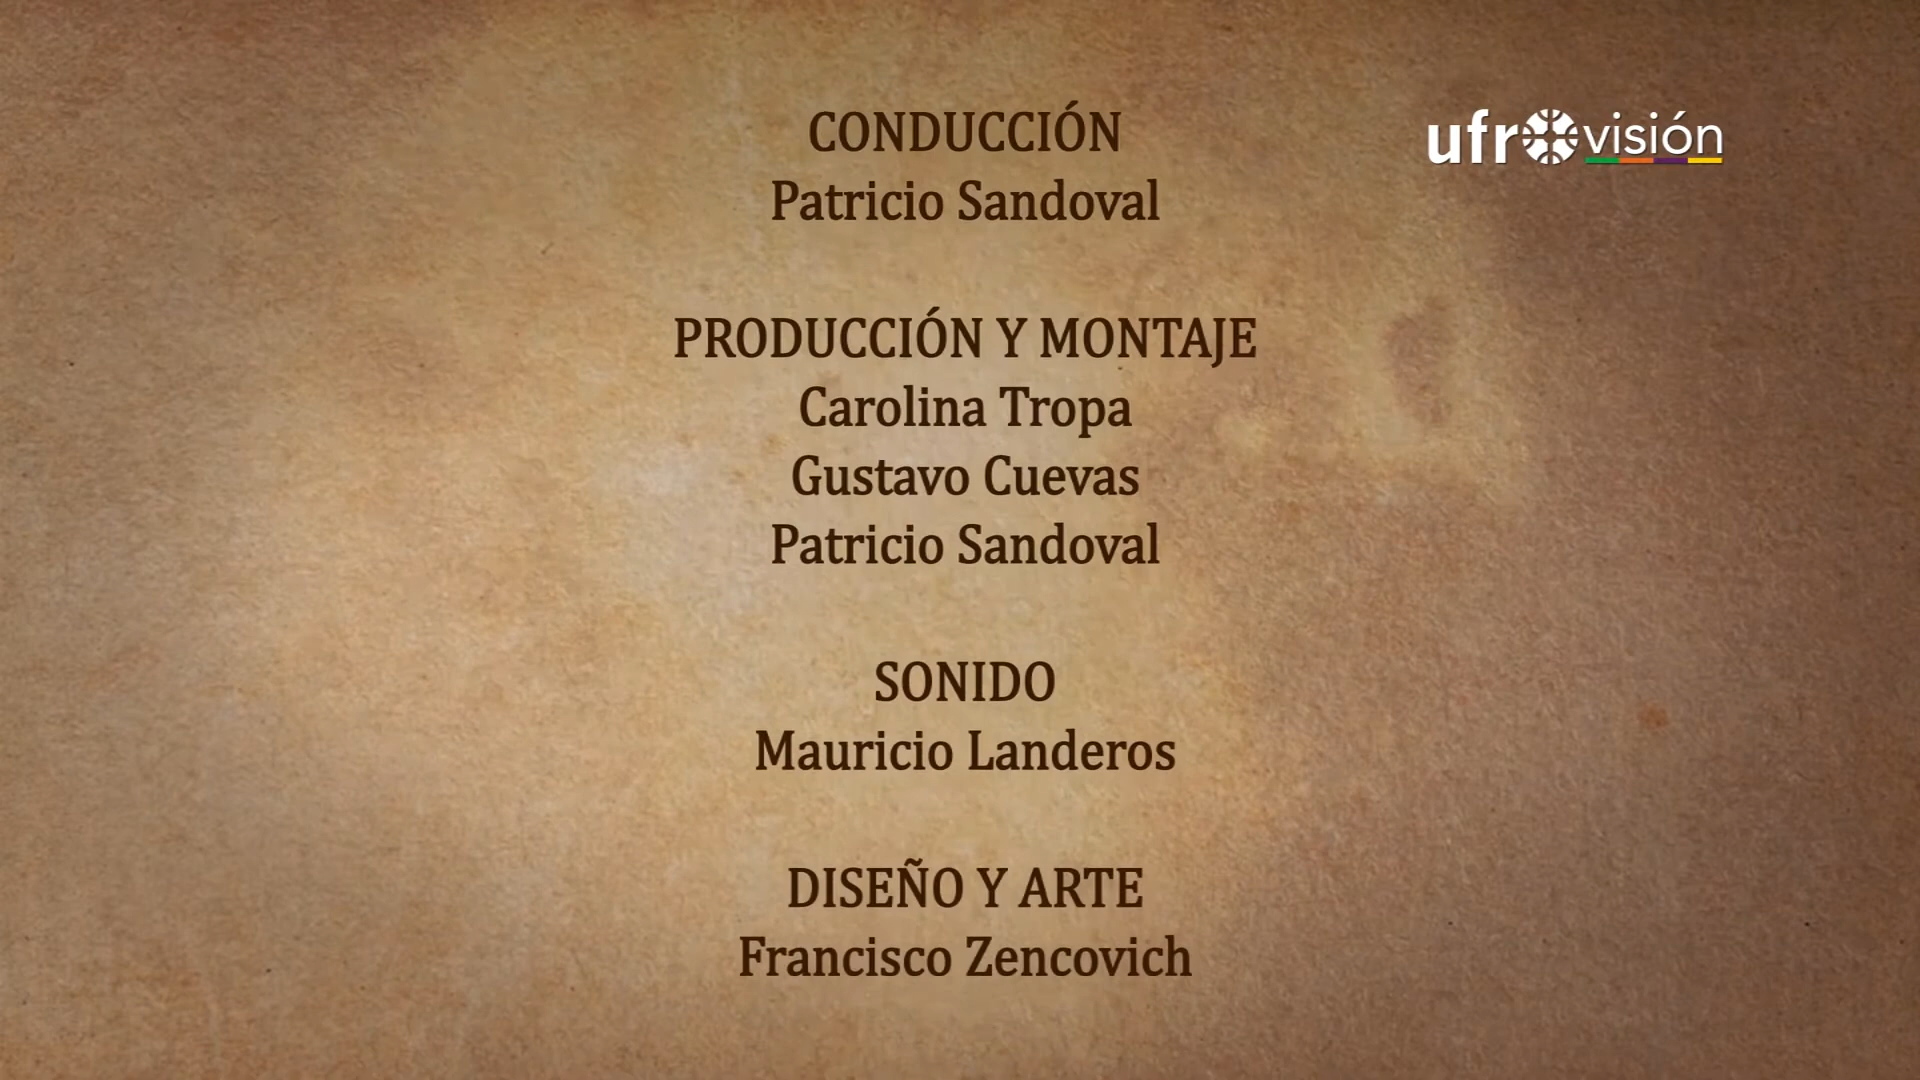 CONDUCCIÓN
Patricio Sandoval
ufrovisión
PRODUCCIÓN Y MONTAJE
Carolina Tropa
Gustavo Cuevas
Patricio Sandoval
SONIDO
Mauricio Landeros
DISEÑO Y ARTE
Francisco Zencovich